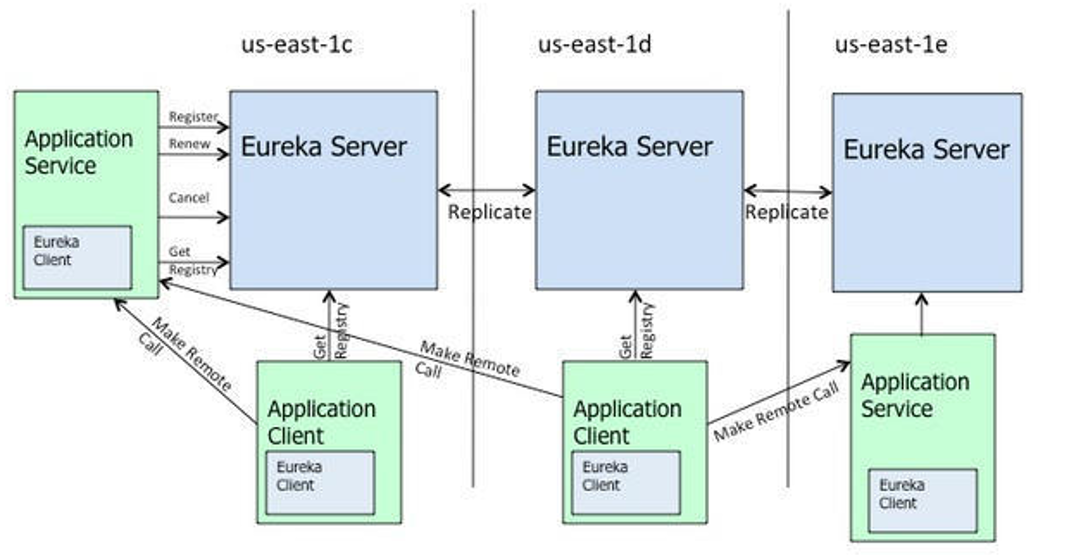 us-east-1c
us-east-1d
us-east-1e
Application
Service
Eureka
Client
Register
Renew
Cancel
Get
Registry
Eureka Server
Replicate
Eureka Server
Replicate
Eureka Server
Make Remote
Call
Get
Registry
Make Remote
Call
Get
Registry
Make Remote Call
Application
Client
Eureka
Client
Application
Client
Eureka
Client
Application
Service
Eureka
Client